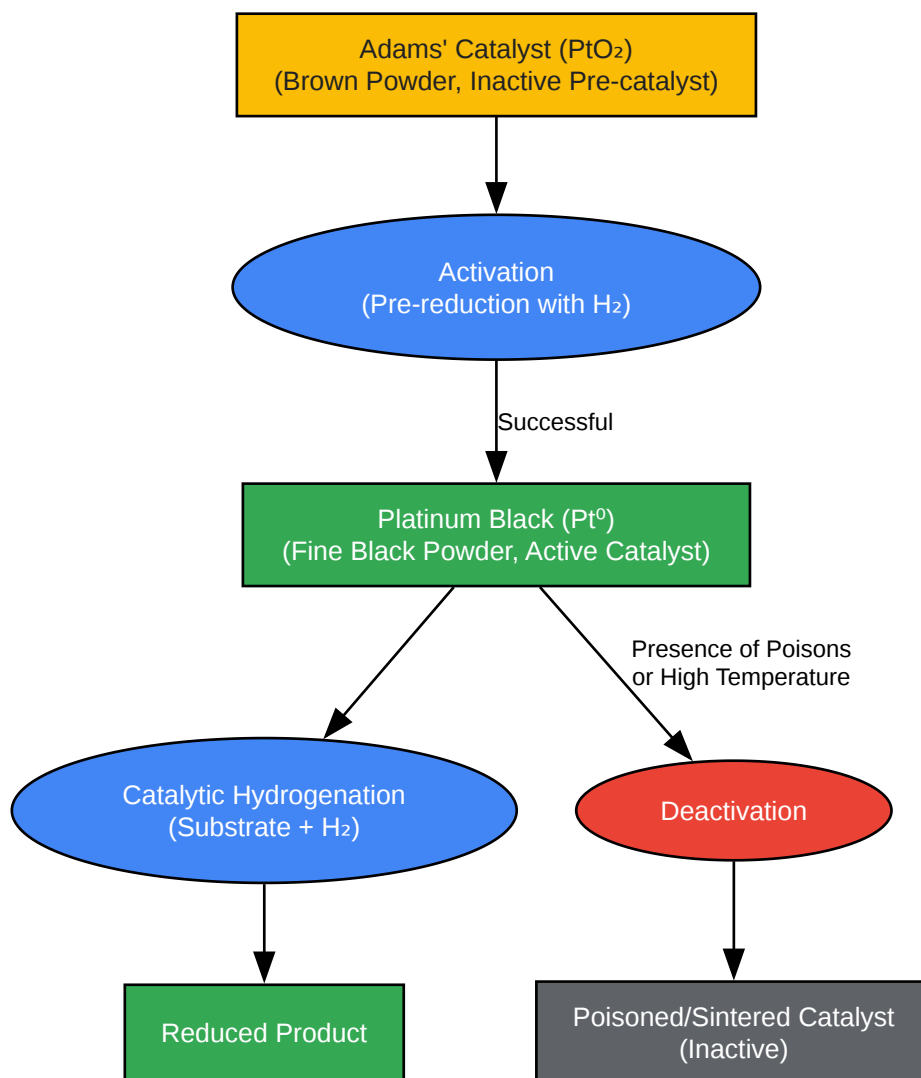 Adams' Catalyst (PtO₂)
(Brown Powder, Inactive Pre-catalyst)
Activation
(Pre-reduction with H₂)
Successful
Platinum Black (Pt⁰)
(Fine Black Powder, Active Catalyst)
Presence of Poisons
or High Temperature
Catalytic Hydrogenation
(Substrate + H₂)
Deactivation
Reduced Product
Poisoned/Sintered Catalyst
(Inactive)